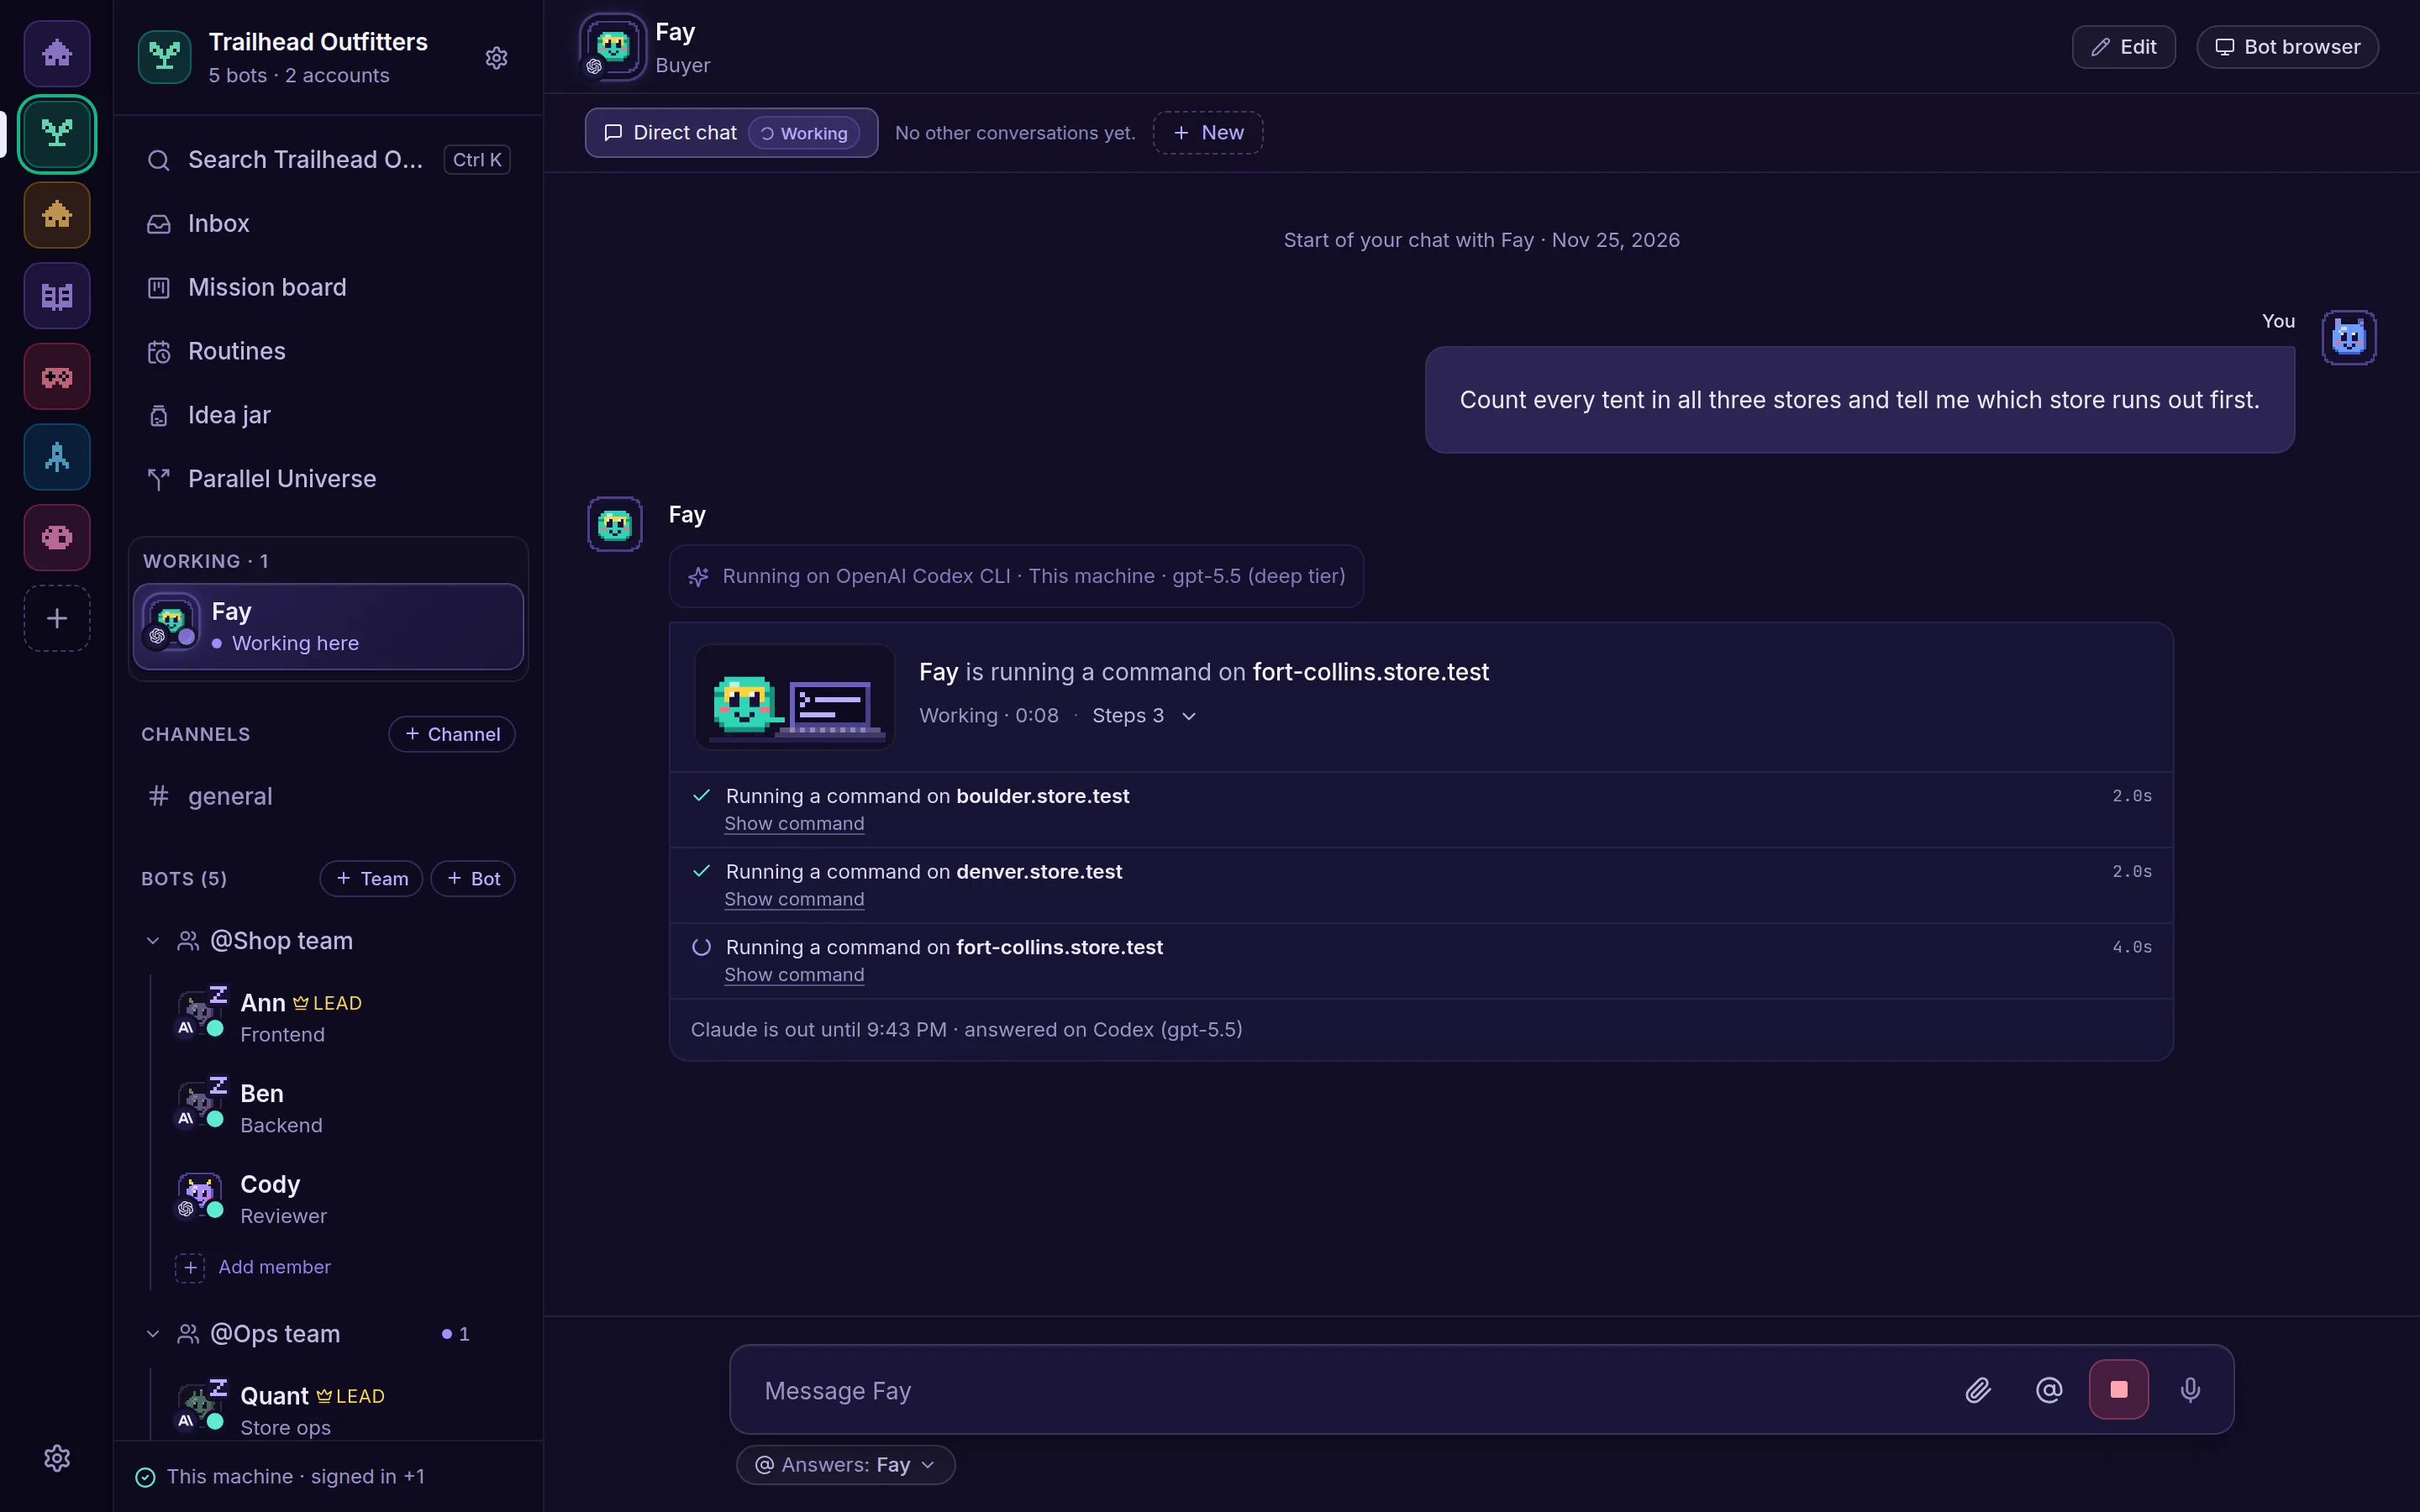 Trailhead Outfitters
5 bots · 2 accounts
Search Trailhead O... Ctrl K
Inbox
Mission board
Routines
Idea jar
Parallel Universe
WORKING · 1
Fay
Working here
CHANNELS
+ Channel
# general
BOTS (5)
+ Team
+ Bot
@Shop team
Ann LEAD
Frontend
Ben
Backend
Cody
Reviewer
+ Add member
@Ops team 1
Quant LEAD
Store ops
This machine · signed in +1
Fay
Buyer
Edit
Bot browser
Direct chat Working No other conversations yet. + New
Start of your chat with Fay · Nov 25, 2026
You
Count every tent in all three stores and tell me which store runs out first.
Fay
Running on OpenAI Codex CLI · This machine · gpt-5.5 (deep tier)
Fay is running a command on fort-collins.store.test
Working · 0:08 · Steps 3
Running a command on boulder.store.test 2.0s
Show command
Running a command on denver.store.test 2.0s
Show command
Running a command on fort-collins.store.test 4.0s
Show command
Claude is out until 9:43 PM · answered on Codex (gpt-5.5)
Message Fay
@ Answers: Fay